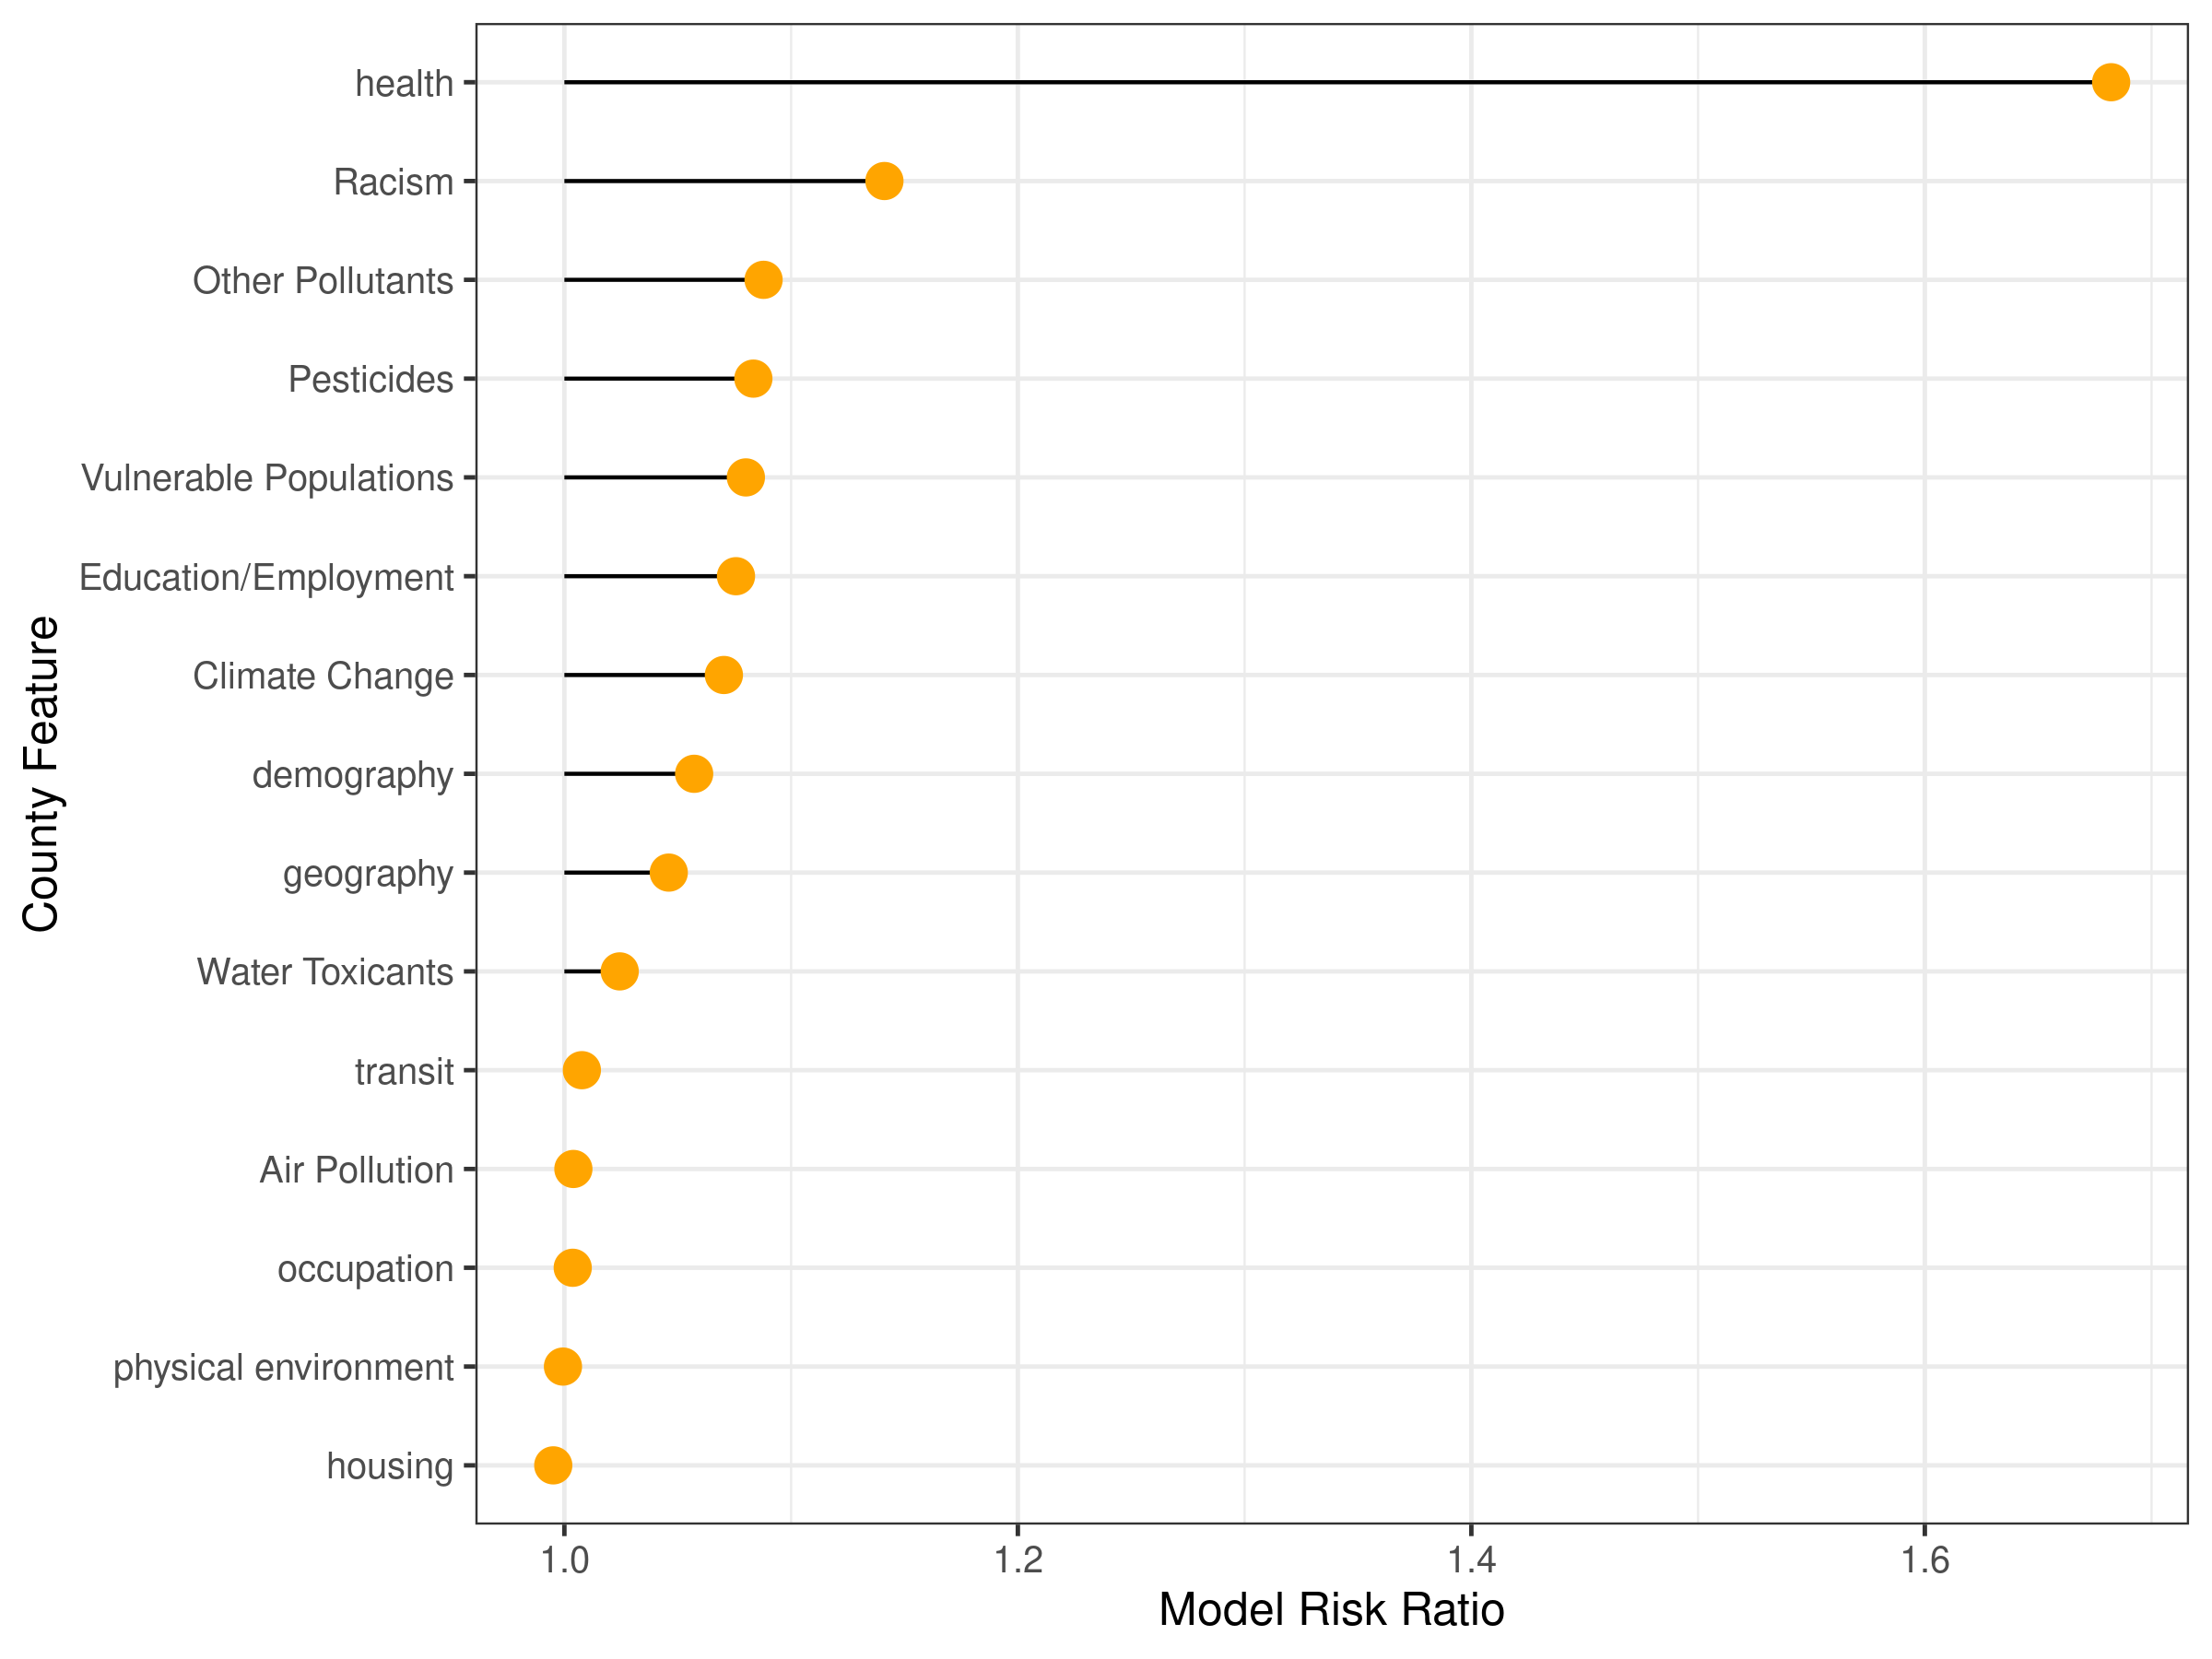 County Feature
health
Racism
Other Pollutants
Pesticides
Vulnerable Populations
Education/Employment
Climate Change
demography
geography
Water Toxicants
transit
Air Pollution
occupation
physical environment
housing
1.0 1.2 1.4 1.6
Model Risk Ratio